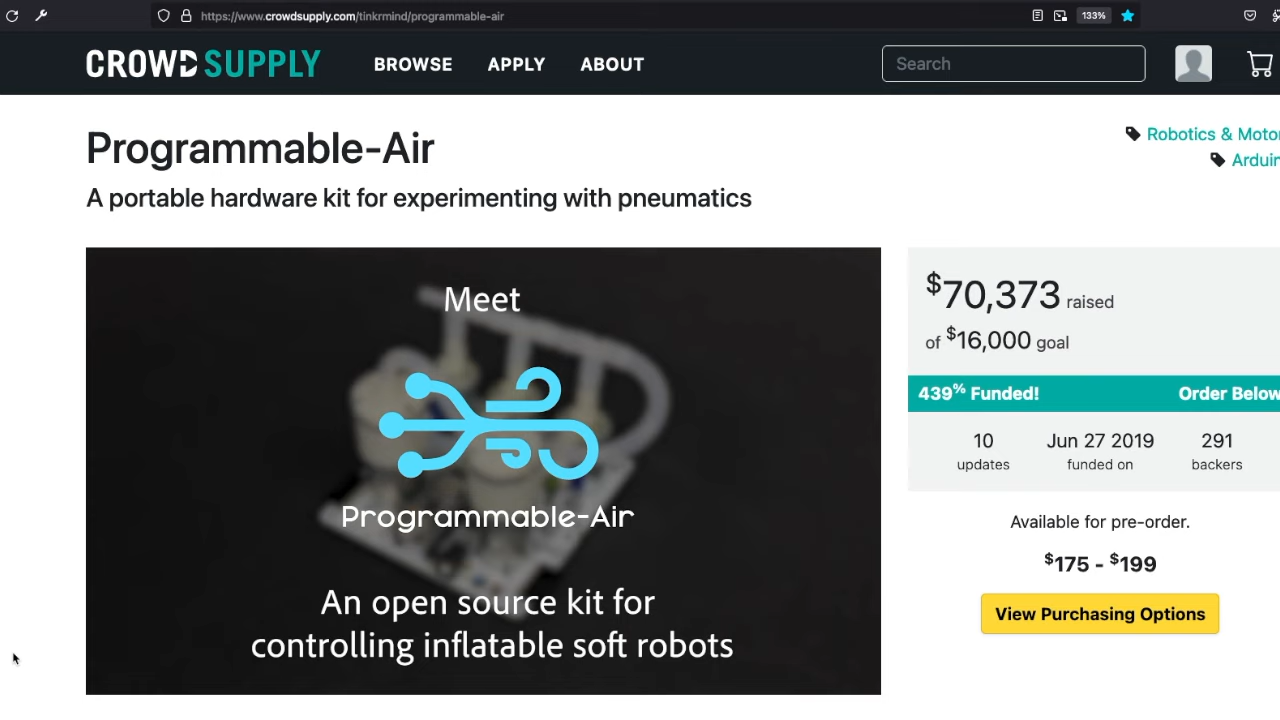 https://www.crowdsupply.com/tinkrmind/programmable-air
133%
CROWD SUPPLY
BROWSE
APPLY
ABOUT
Search
Programmable-Air
A portable hardware kit for experimenting with pneumatics
Robotics &
Meet
Programmable-Air
An open source kit for
controlling inflatable soft robots
$70,373 raised
of $16,000 goal
439% Funded!
Order Below
10
Jun 27 2019
291
updates
funded on
backers
Available for pre-order.
$175 - $199
View Purchasing Options